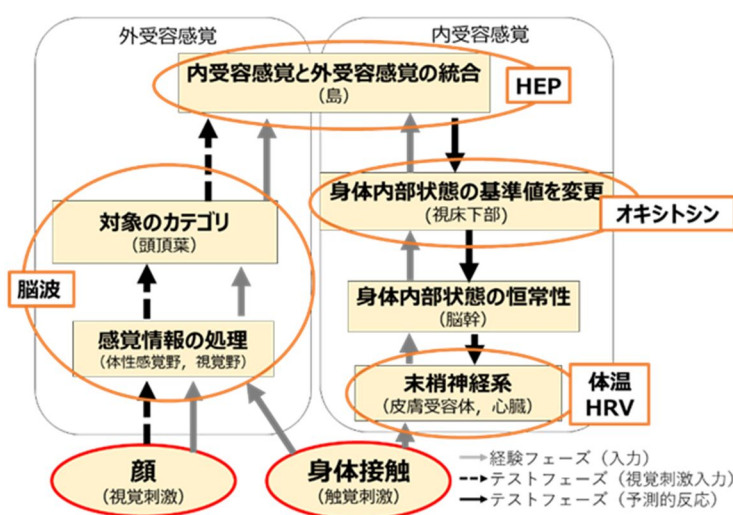 外受容感覚
内受容感覚
内受容感覚と外受容感覚の統合
(島)
HEP
身体内部状態の基準値を変更
(視床下部)
オキシトシン
対象のカテゴリ
(頭頂葉)
脳波
身体内部状態の恒常性
(脳幹)
感覚情報の処理
(体性感覚野,視覚野)
末梢神経系
(皮膚受容体,心臓)
体温
HRV
顔
(視覚刺激)
身体接触
(触覚刺激)
経験フェーズ(入力)
テストフェーズ(視覚刺激入力)
テストフェーズ(予測的反応)